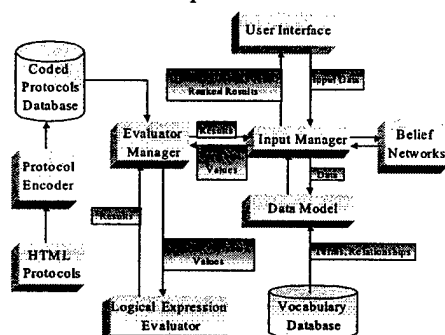 User Interface
Coded
Protocols
Database
Input Data
Ranked Results
Evaluator
Manager
Results
Values
Input Manager
Belief
Networks
Protocol
Encoder
Data
Data Model
Results
HTML
Protocols
Values
Terms, Relationships
Logical Expression
Evaluator
Vocabulary
Database